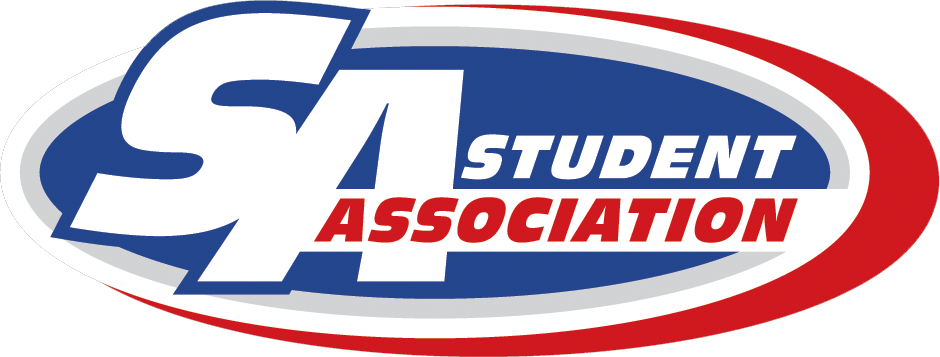 SA
STUDENT
ASSOCIATION